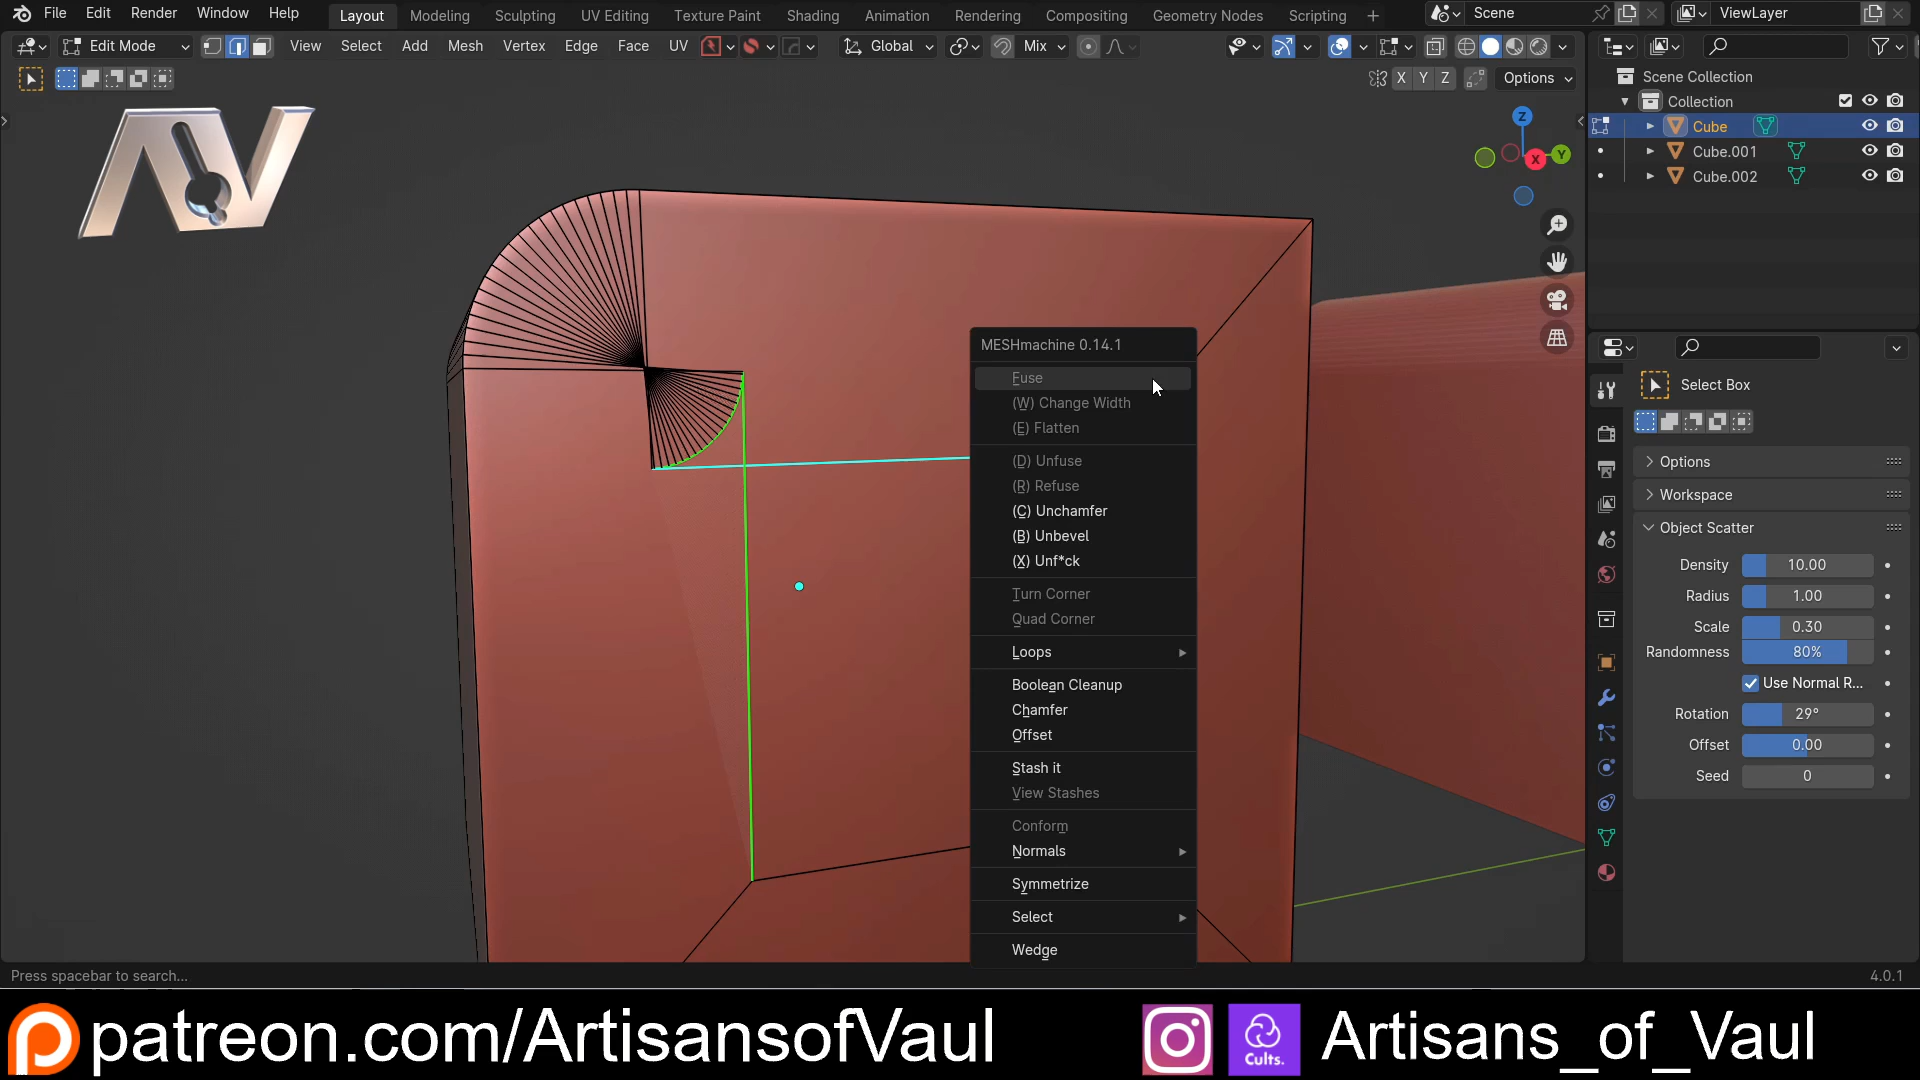 File Edit Render Window Help Layout Modeling Sculpting UV Editing Texture Paint Shading Animation Rendering Compositing Geometry Nodes Scripting + Scene ViewLayer
Edit Mode View Select Add Mesh Vertex Edge Face UV Global Mix
X Y Z Options
Scene Collection
Collection
Cube
Cube.001
Cube.002
Z
X
Y
AV
MESHmachine 0.14.1
Fuse
(W) Change Width
(E) Flatten
(D) Unfuse
(R) Refuse
(C) Unchamfer
(B) Unbevel
(X) Unf*ck
Turn Corner
Quad Corner
Loops
Boolean Cleanup
Chamfer
Offset
Stash it
View Stashes
Conform
Normals
Symmetrize
Select
Wedge
Select Box
Options
Workspace
Object Scatter
Density 10.00
Radius 1.00
Scale 0.30
Randomness 80%
Use Normal R...
Rotation 29°
Offset 0.00
Seed 0
Press spacebar to search...
4.0.1
patreon.com/ArtisansofVaul
Cults.
Artisans_of_Vaul